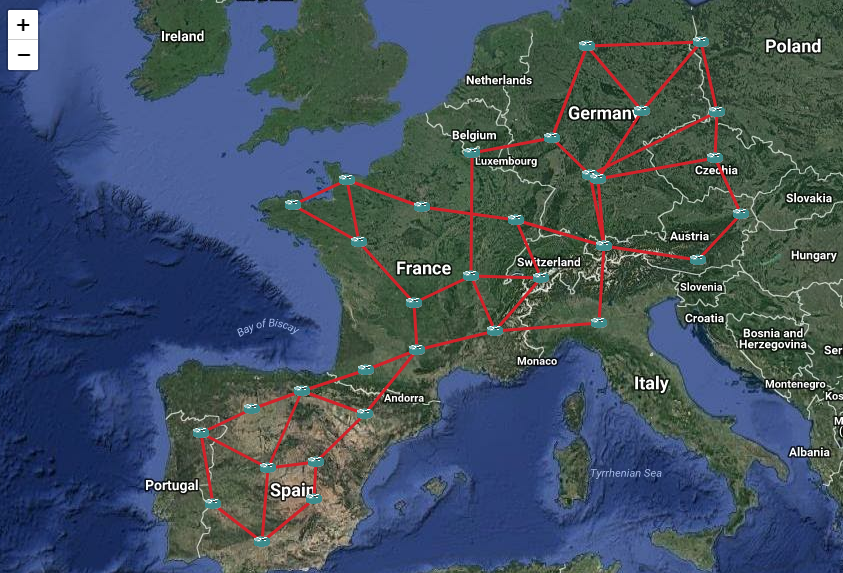 +
−
Ireland
Poland
Netherlands
Germany
Belgium
Luxembourg
Czechia
Slovakia
Austria
France
Switzerland
Hungary
Slovenia
Croatia
Bay of Biscay
Bosnia and
Herzegovina
Ser
Monaco
Italy
Montenegro
Kos
Andorra
M
(
Albania
Tyrrhenian Sea
Portugal
Spain